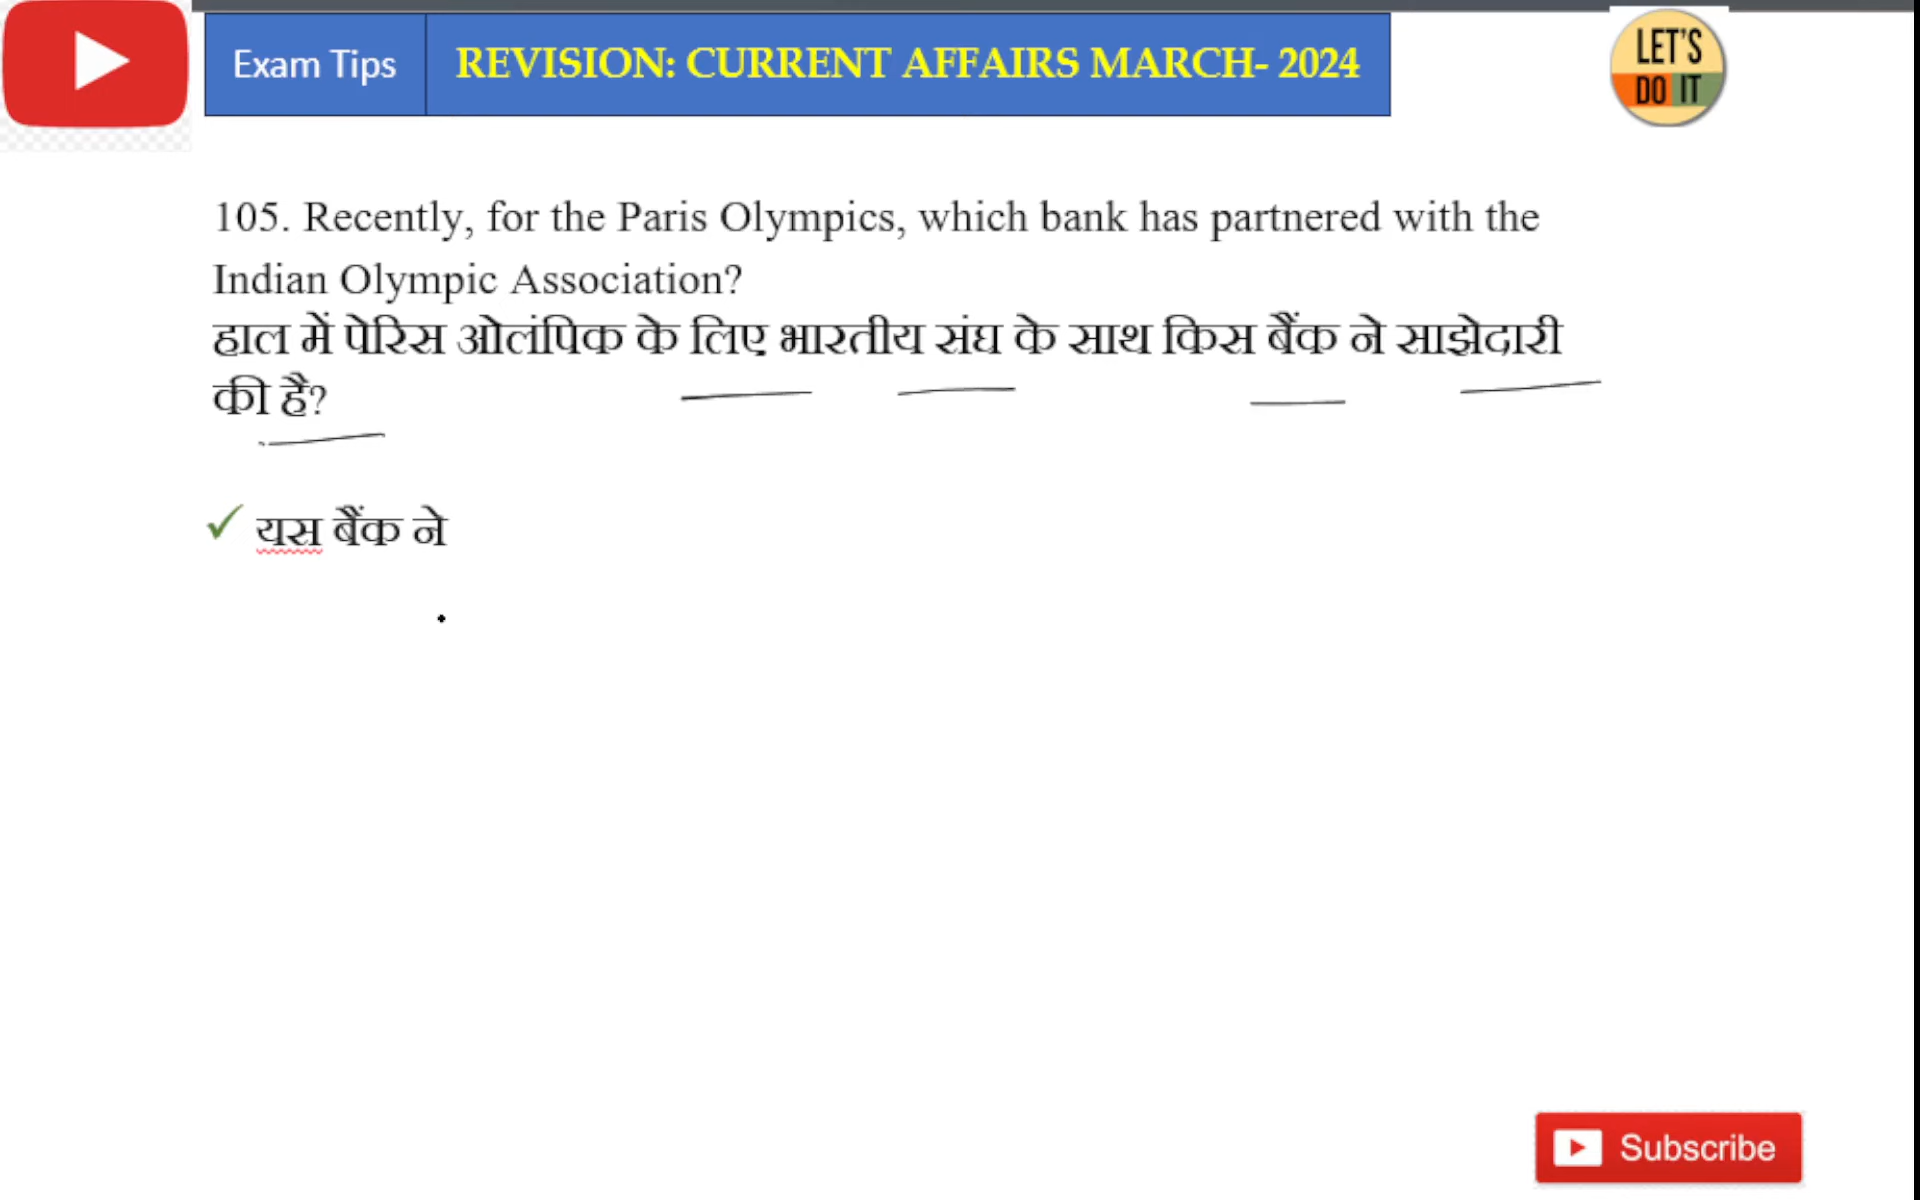 Exam Tips
REVISION: CURRENT AFFAIRS MARCH- 2024
LET'S
DO IT
105. Recently, for the Paris Olympics, which bank has partnered with the
Indian Olympic Association?
हाल में पेरिस ओलंपिक के लिए भारतीय संघ के साथ किस बैंक ने साझेदारी
की है?
✓ यस बैंक ने
Subscribe